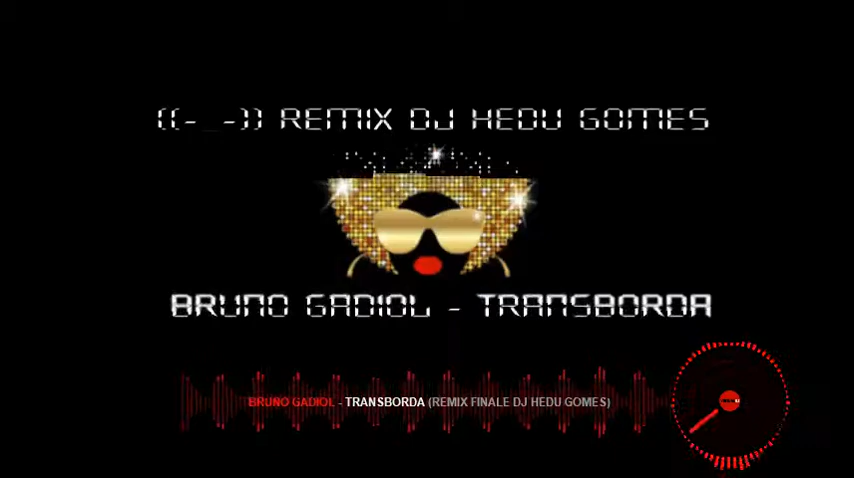 ((-_-)) REMIX DJ HEDU GOMES
BRUNO GADIOL - TRANSBORDA
BRUNO GADIOL - TRANSBORDA (REMIX FINALE DJ HEDU GOMES)